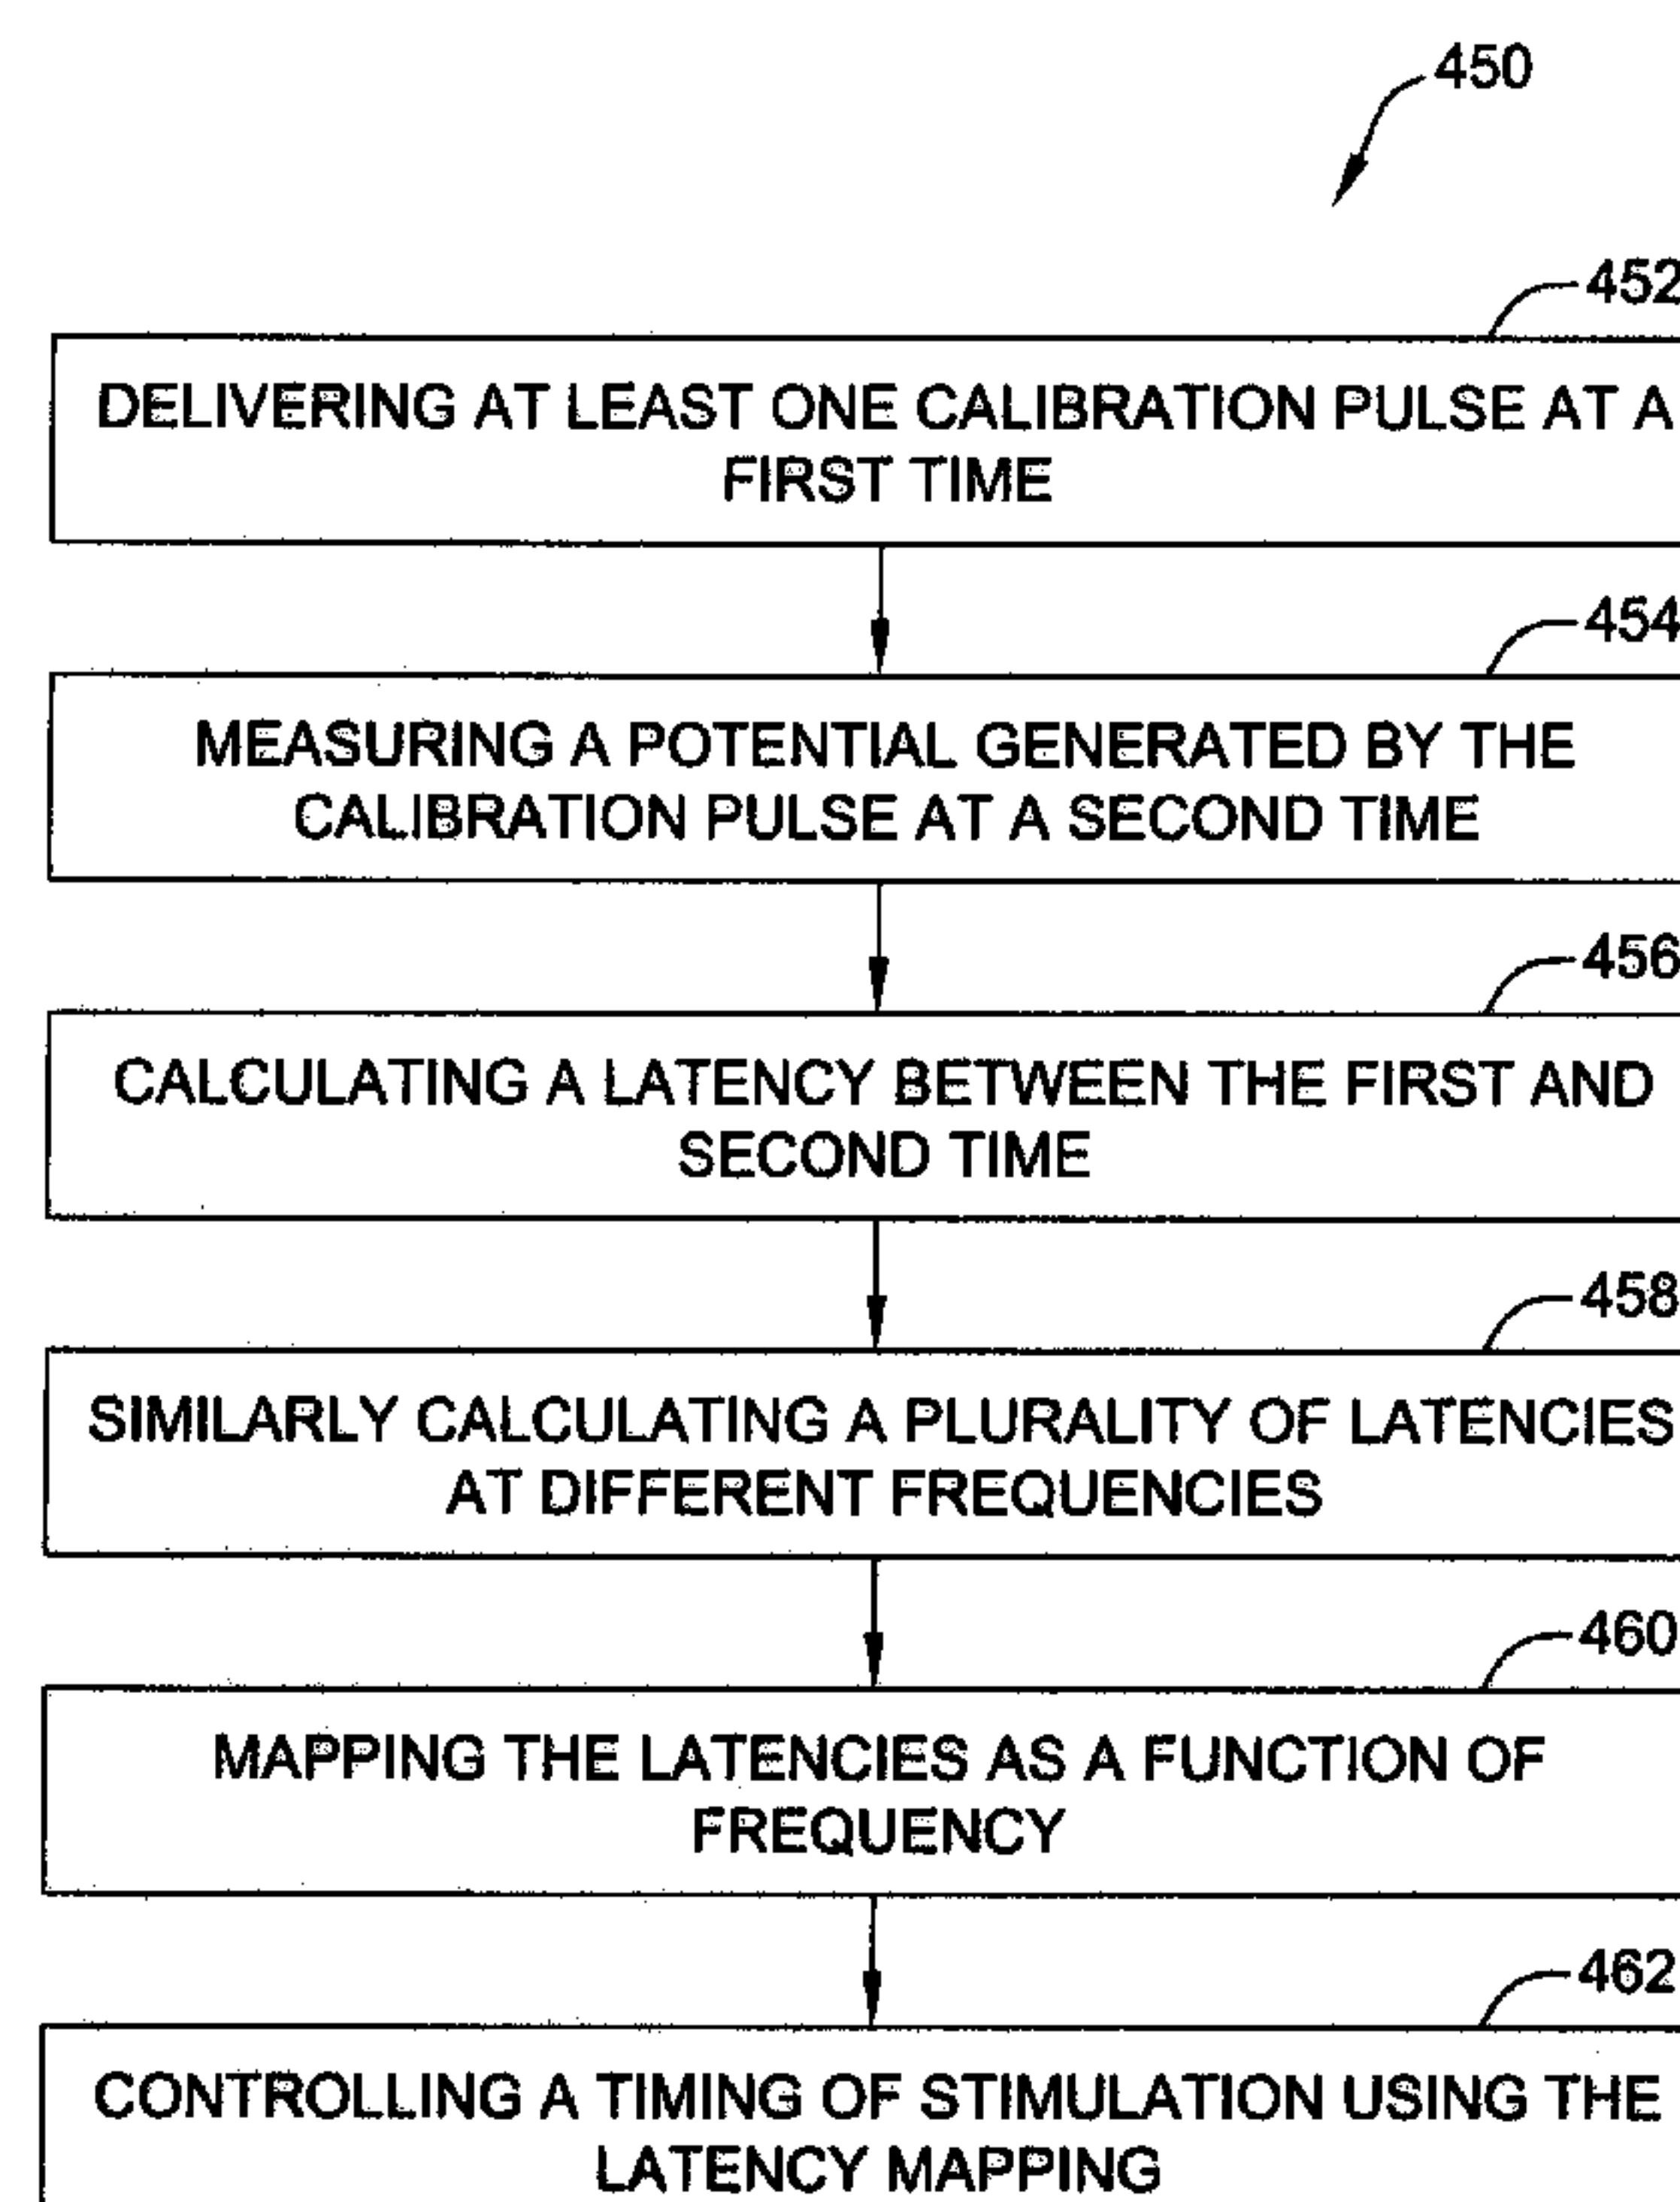 450
452
DELIVERING AT LEAST ONE CALIBRATION PULSE AT A
FIRST TIME
454
MEASURING A POTENTIAL GENERATED BY THE
CALIBRATION PULSE AT A SECOND TIME
456
CALCULATING A LATENCY BETWEEN THE FIRST AND
SECOND TIME
458
SIMILARLY CALCULATING A PLURALITY OF LATENCIES
AT DIFFERENT FREQUENCIES
460
MAPPING THE LATENCIES AS A FUNCTION OF
FREQUENCY
462
CONTROLLING A TIMING OF STIMULATION USING THE
LATENCY MAPPING